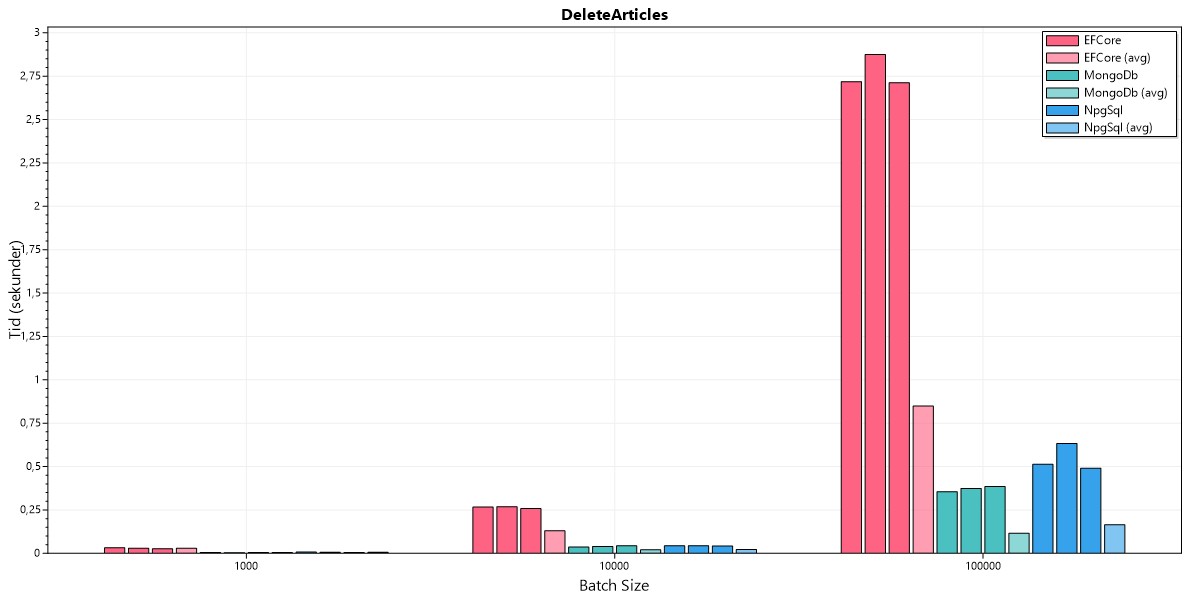 DeleteArticles
3
2,75
2,5
2,25
2
1,75
1,5
1,25
1
0,75
0,5
0,25
0
Tid (sekunder)
EFCore
EFCore (avg)
MongoDb
MongoDb (avg)
NpgSql
NpgSql (avg)
1000
10000
100000
Batch Size